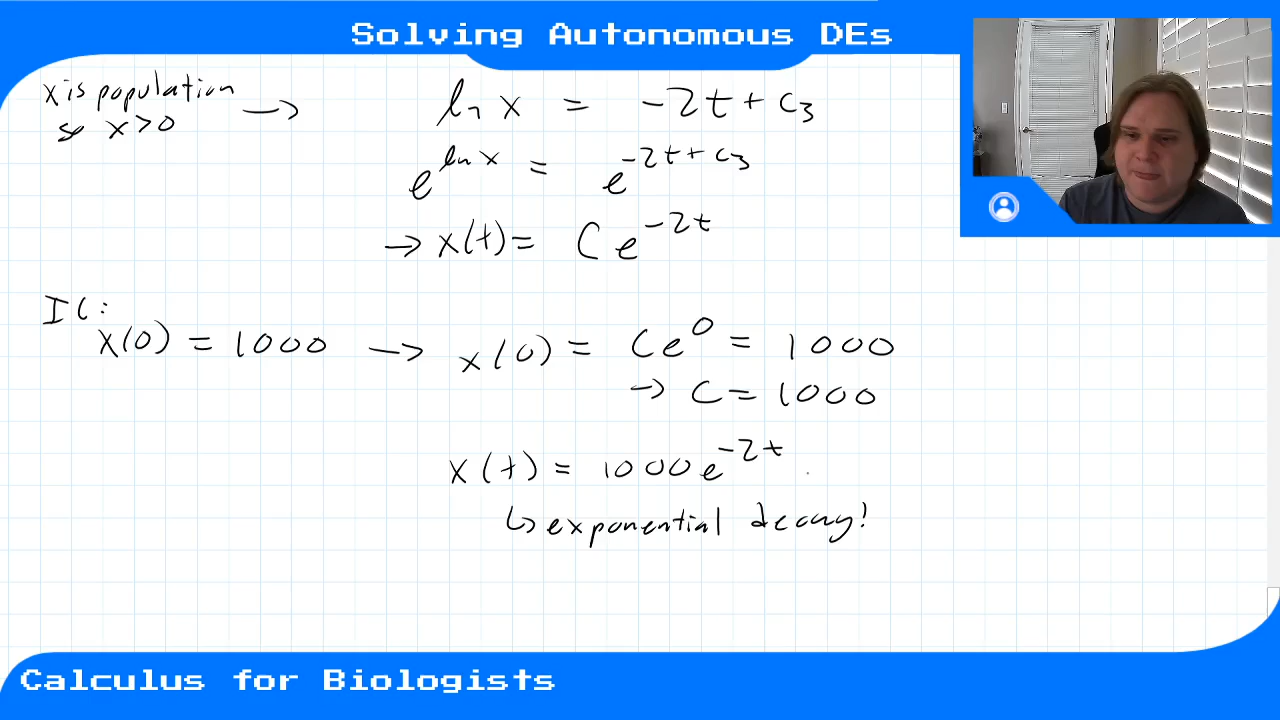 Solving Autonomous DEs
x is population
so x > 0 →
ln x = -2t + c₃
e^{ln x} = e^{-2t + c₃}
→ x(t) = Ce^{-2t}
IC:
x(0) = 1000 → x(0) = Ce^0 = 1000
→ C = 1000
x(t) = 1000e^{-2t}
↳ exponential decay!
Calculus for Biologists